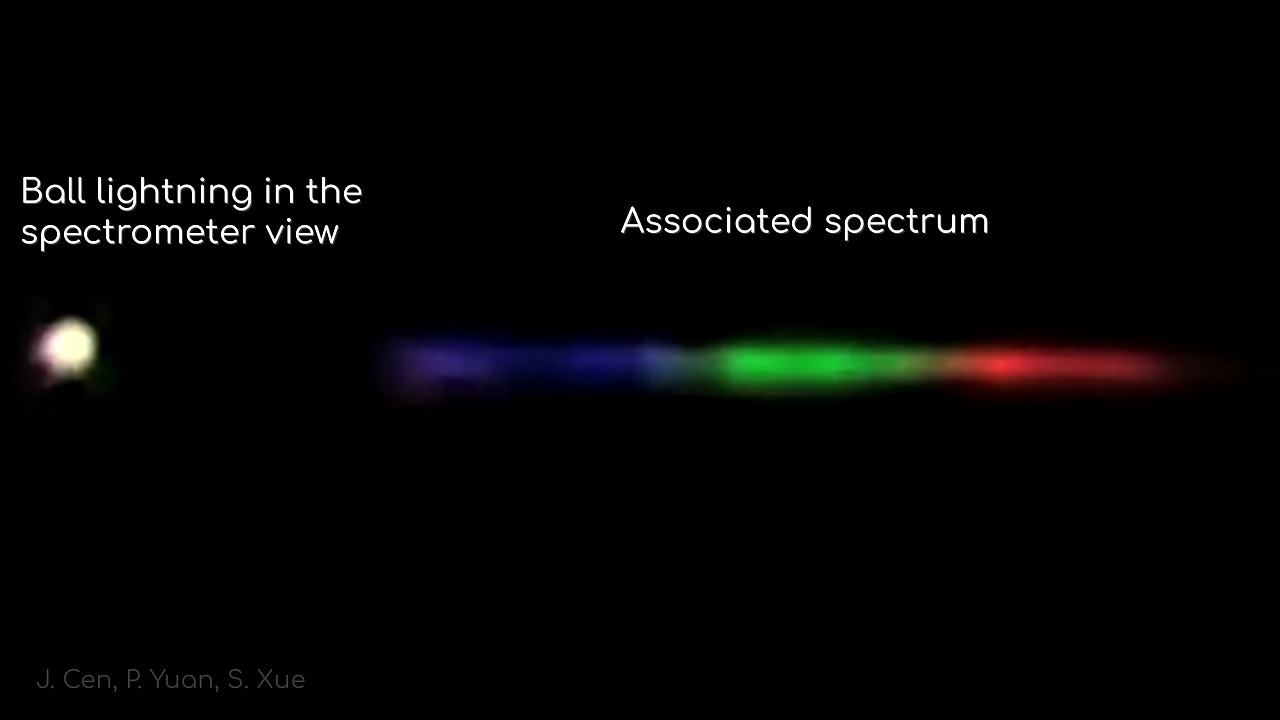 Ball lightning in the
spectrometer view
Associated spectrum
J. Cen, P. Yuan, S. Xue